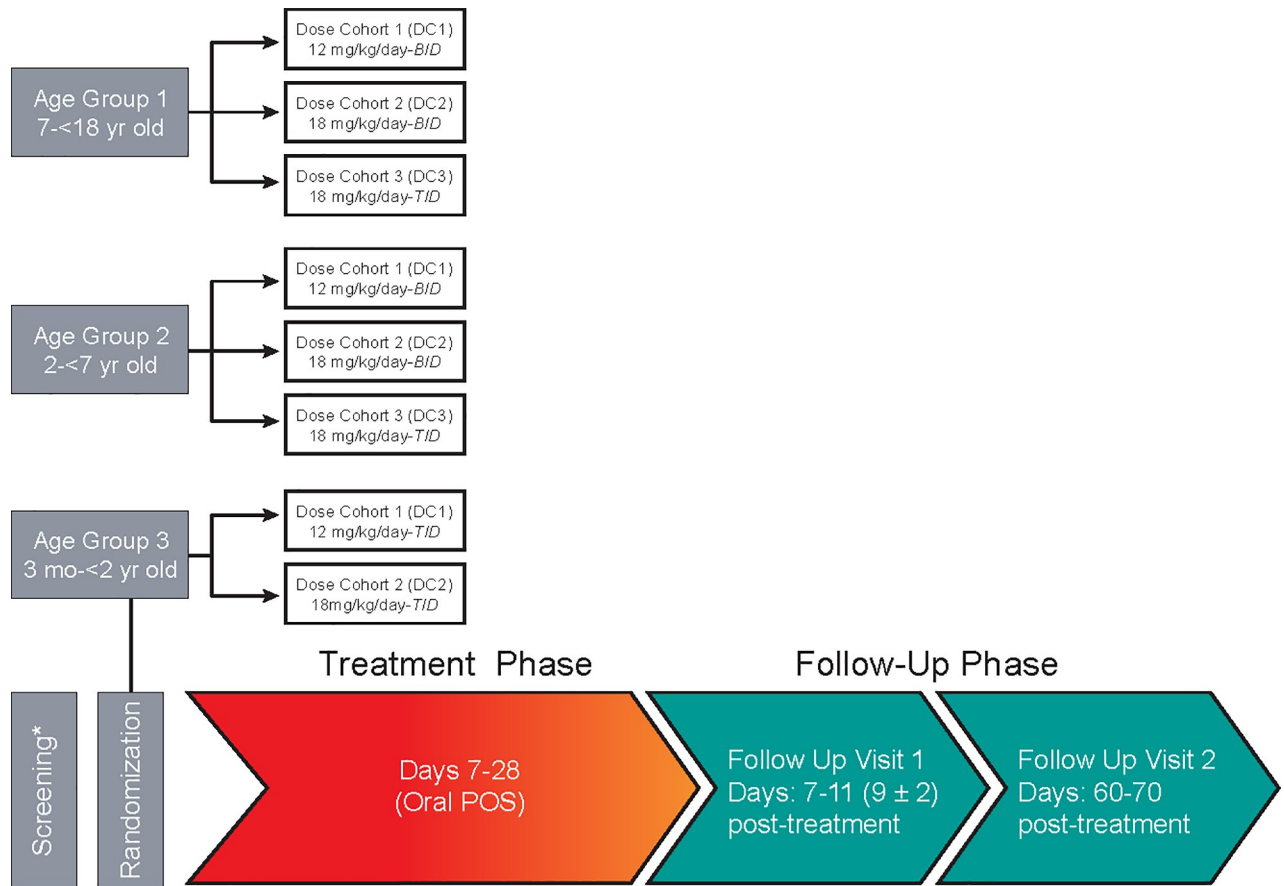 Age Group 1
7-<18 yr old
Dose Cohort 1 (DC1)
12 mg/kg/day-BID
Dose Cohort 2 (DC2)
18 mg/kg/day-BID
Dose Cohort 3 (DC3)
18 mg/kg/day-TID
Age Group 2
2-<7 yr old
Dose Cohort 1 (DC1)
12 mg/kg/day-BID
Dose Cohort 2 (DC2)
18 mg/kg/day-BID
Dose Cohort 3 (DC3)
18 mg/kg/day-TID
Age Group 3
3 mo-<2 yr old
Dose Cohort 1 (DC1)
12 mg/kg/day-TID
Dose Cohort 2 (DC2)
18mg/kg/day-TID
Treatment Phase
Follow-Up Phase
Screening*
Randomization
Days 7-28
(Oral POS)
Follow Up Visit 1
Days: 7-11 (9 ± 2)
post-treatment
Follow Up Visit 2
Days: 60-70
post-treatment